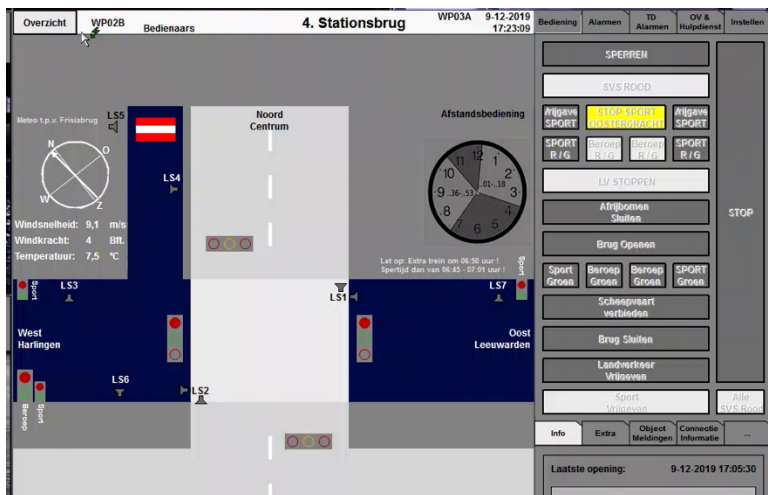 Overzicht
WP02B
Bedienaars
4. Stationsbrug
WP03A
9-12-2019
17:23:09
Bediening
Alarmen
TD
Alarmen
OV &
Hulpdienst
Instellen
Meteo t.p.v. Frisiabrug
N
O
W
Z
Windsnelheid: 9,1 m/s
Windkracht: 4 Bft.
Temperatuur: 7,5 °C
LS5
LS4
Noord
Centrum
Afstandsbediening
11 12 1
10 2
9 ..36-..53 ..01-..18 3
8 4
7 6 5
Let op: Extra trein om 06:50 uur !
Spertijd dan van 06:45 - 07:01 uur !
Sport
LS3
Sport
LS1
LS7
West
Harlingen
Oost
Leeuwarden
LS6
LS2
Beroep
Sport
SPERREN
SVS ROOD
Vrijgave
SPORT
STOP SPORT
OOSTERGRACHT
Vrijgave
SPORT
SPORT
R / G
Beroep
R / G
Beroep
R / G
SPORT
R / G
LV STOPPEN
Afrijbomen
Sluiten
Brug Openen
Sport
Groen
Beroep
Groen
Beroep
Groen
SPORT
Groen
Scheepvaart
verbieden
Brug Sluiten
Landverkeer
Vrijgeven
Sport
Vrijgeven
STOP
Alle
SVS Rood
Info
Extra
Object
Meldingen
Connectie
Informatie
...
Laatste opening: 9-12-2019 17:05:30